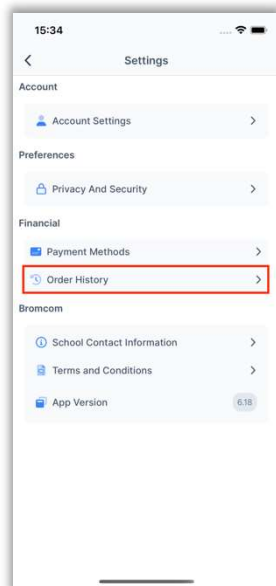 15:34
Settings
Account
Account Settings
Preferences
Privacy And Security
Financial
Payment Methods
Order History
Bromcom
School Contact Information
Terms and Conditions
App Version 6.18